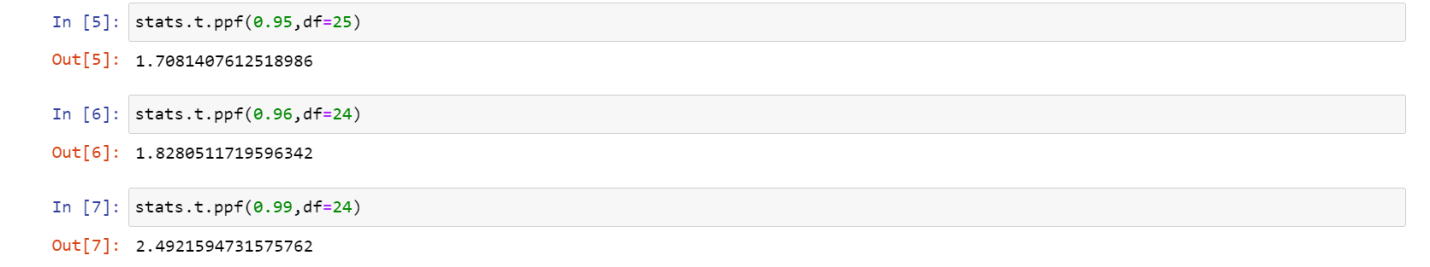 In [5]: stats.t.ppf(0.95,df=25)
Out[5]: 1.7081407612518986
In [6]: stats.t.ppf(0.96,df=24)
Out[6]: 1.8280511719596342
In [7]: stats.t.ppf(0.99,df=24)
Out[7]: 2.4921594731575762